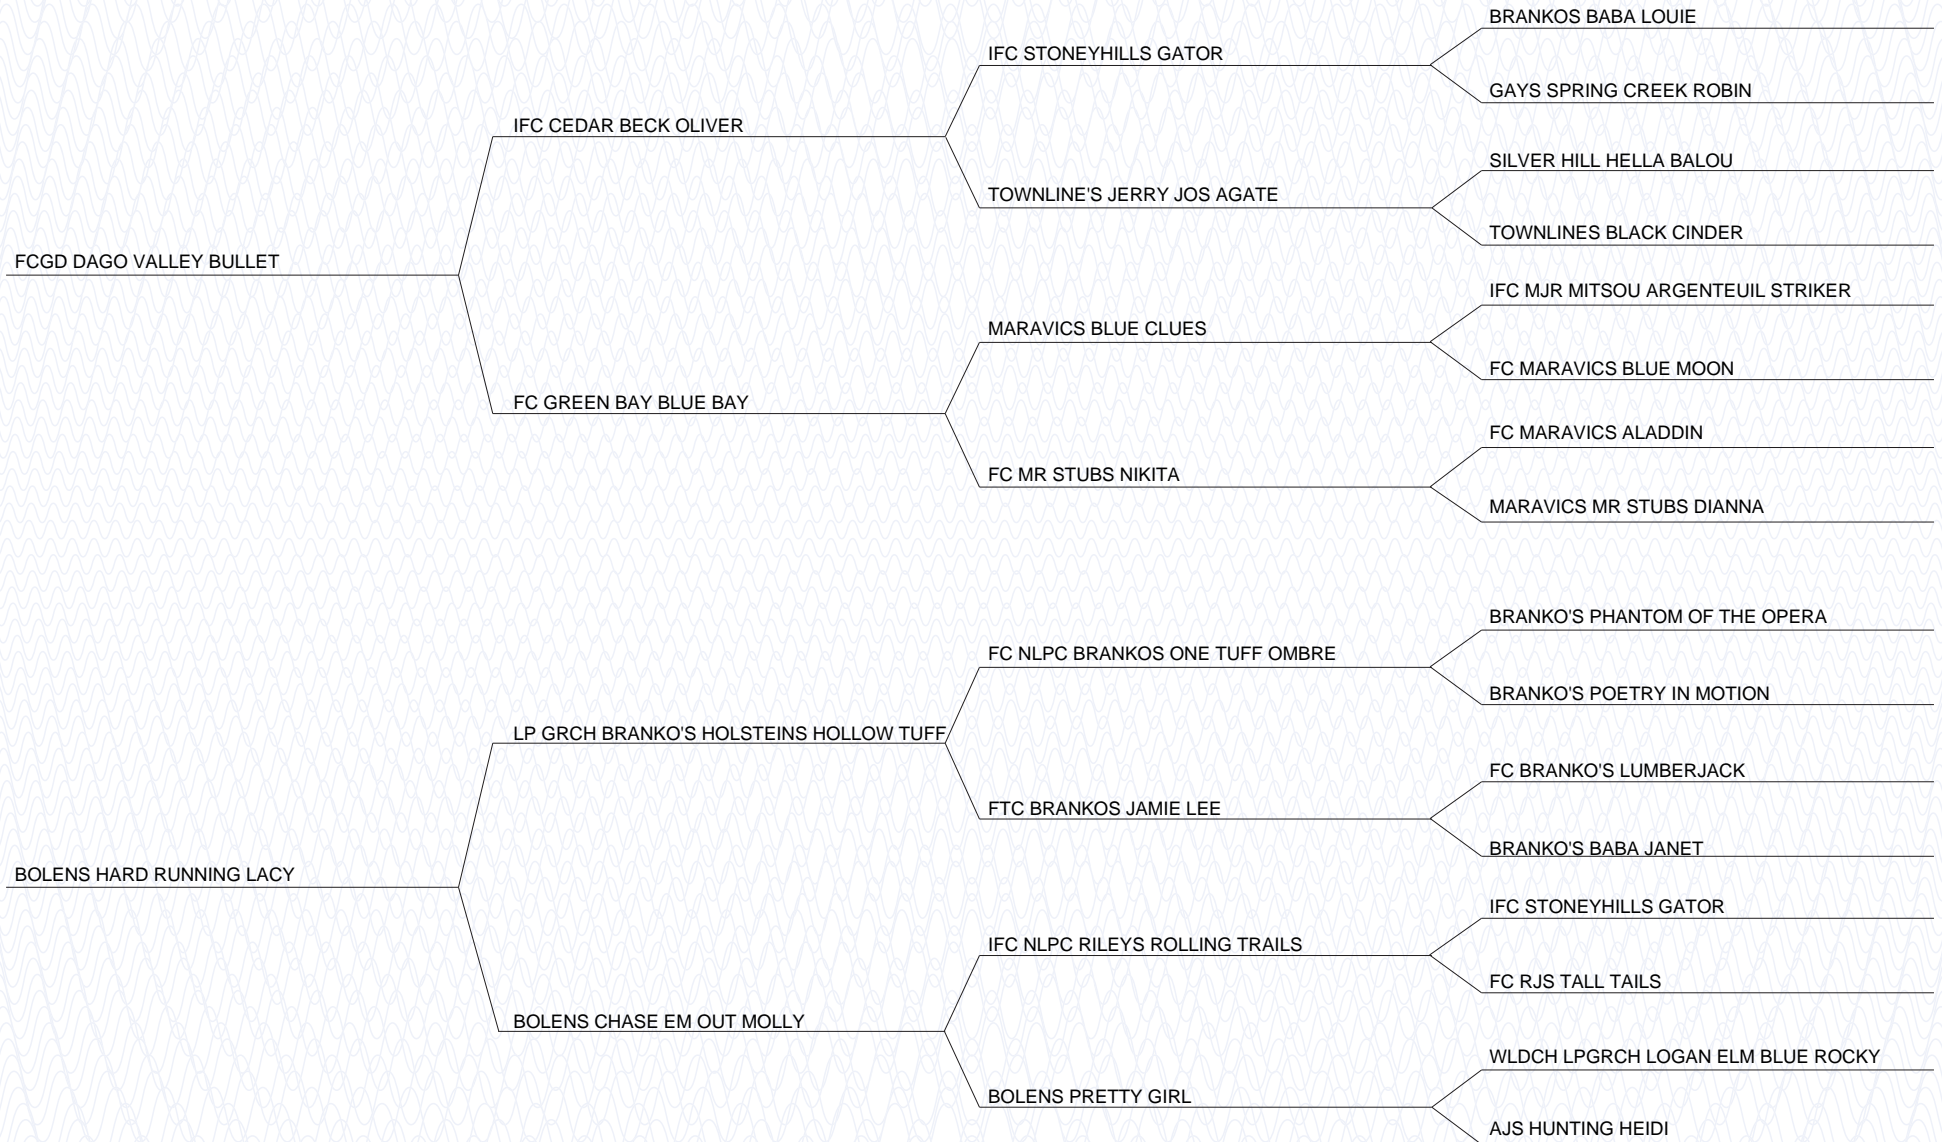 BRANKOS BABA LOUIE
IFC STONEYHILLS GATOR
GAYS SPRING CREEK ROBIN
IFC CEDAR BECK OLIVER
SILVER HILL HELLA BALOU
TOWNLINE'S JERRY JOS AGATE
TOWNLINES BLACK CINDER
FCGD DAGO VALLEY BULLET
IFC MJR MITSOU ARGENTEUIL STRIKER
MARAVICS BLUE CLUES
FC MARAVICS BLUE MOON
FC GREEN BAY BLUE BAY
FC MARAVICS ALADDIN
FC MR STUBS NIKITA
MARAVICS MR STUBS DIANNA
BRANKO'S PHANTOM OF THE OPERA
FC NLPC BRANKOS ONE TUFF OMBRE
BRANKO'S POETRY IN MOTION
LP GRCH BRANKO'S HOLSTEINS HOLLOW TUFF
FC BRANKO'S LUMBERJACK
FTC BRANKOS JAMIE LEE
BRANKO'S BABA JANET
BOLENS HARD RUNNING LACY
IFC STONEYHILLS GATOR
IFC NLPC RILEYS ROLLING TRAILS
FC RJS TALL TAILS
BOLENS CHASE EM OUT MOLLY
WLDCH LPGRCH LOGAN ELM BLUE ROCKY
BOLENS PRETTY GIRL
AJS HUNTING HEIDI